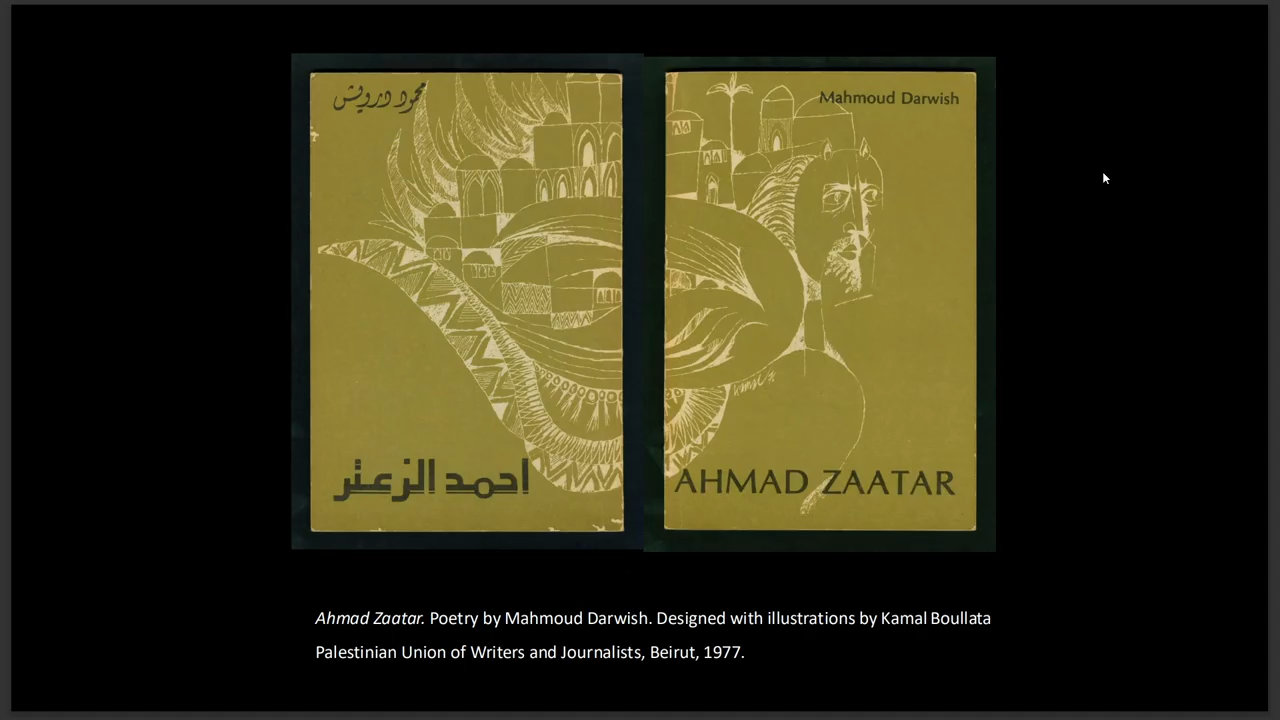 محمود درويش
احمد الزعتر
Mahmoud Darwish
AHMAD ZAATAR
Ahmad Zaatar. Poetry by Mahmoud Darwish. Designed with illustrations by Kamal Boullata
Palestinian Union of Writers and Journalists, Beirut, 1977.